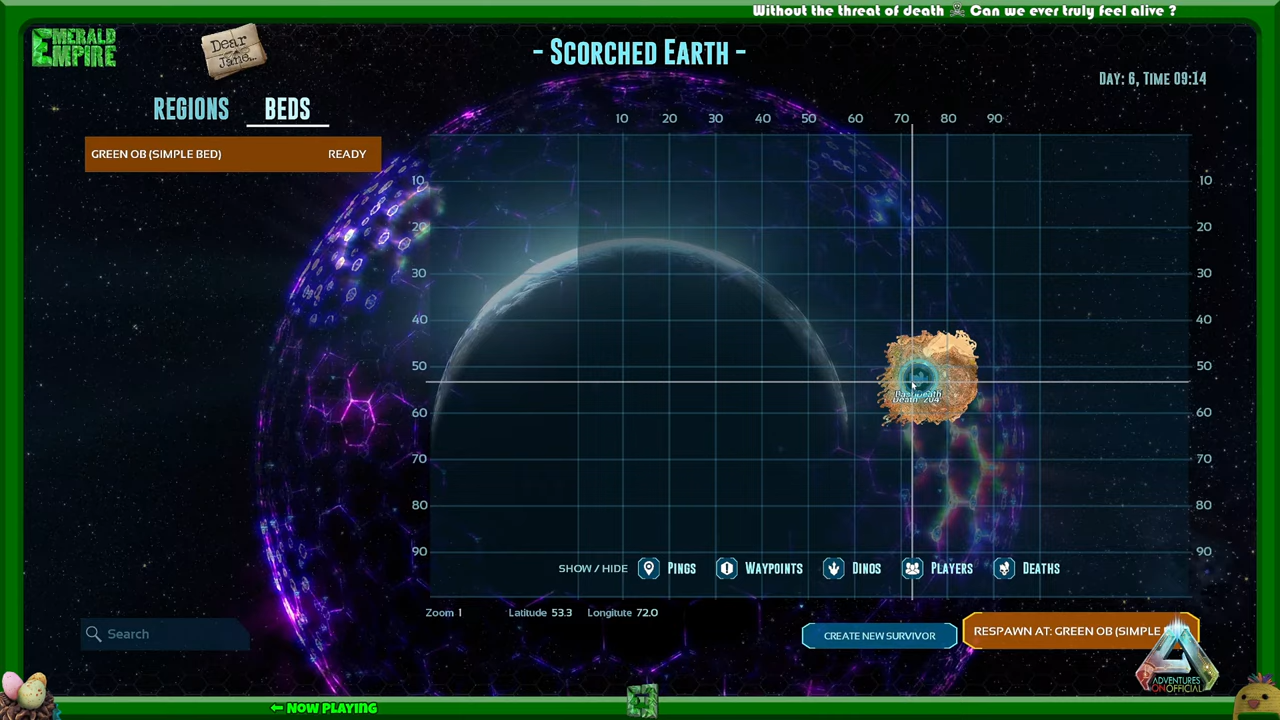 Without the threat of death ☠ Can we ever truly feel alive ?
EMERALD
EMPIRE
Dear
Jane...
- SCORCHED EARTH -
DAY: 6, TIME 09:14
REGIONS BEDS
10 20 30 40 50 60 70 80 90
GREEN OB (SIMPLE BED) READY
10 10
20 20
30 30
40 40
50 50
60 60
70 70
80 80
90 90
SHOW / HIDE PINGS WAYPOINTS DINOS PLAYERS DEATHS
Zoom 1 Latitude 53.3 Longitute 72.0
Search
CREATE NEW SURVIVOR
RESPAWN AT: GREEN OB (SIMPLE
ADVENTURES
ON OFFICIAL
← NOW PLAYING